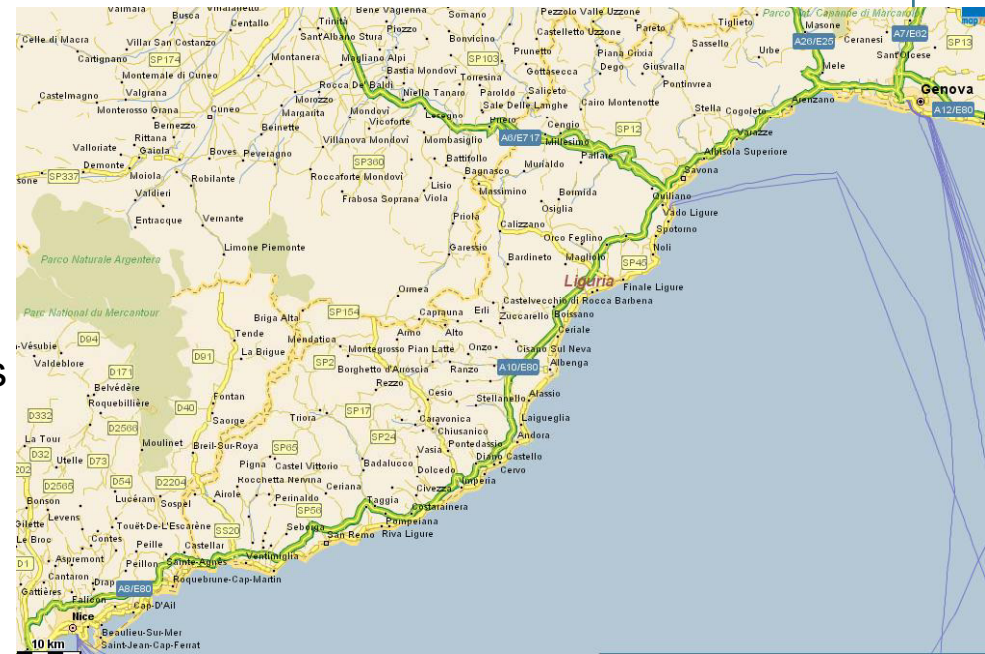 Valmala Busca Villanaletto Bene Vagienna Somano Pezzolo Valle Uzzone
Centallo Trinità Piozzo Castelletto Uzzone Pareto Tiglieto Masone
Celle di Macra Villar San Costanzo Sant'Albano Stura Bonvicino Sassello A26/E25 Ceranesi A7/E62 SP13
Cartignano SP174 Montanera Magliano Alpi SP103 Prunetto Piana Crixia Urbe Sant'Olcese
Montemale di Cuneo Bastia Mondovi Torresina Gottasecca Dego Giusvalla Mele
Castelmagno Valgrana Rocca De' Baldi Niella Tanaro Paroldo Saliceto Pontinvrea Genova
Monterosso Grana Cuneo Morozzo Mondovi Sale Delle Langhe Cairo Montenotte Stella Cogoleto Arenzano A12/E80
Bernezzo Margarita Vicoforte Lesegno Cengio SP12 Varazze
Rittana Beinette Villanova Mondovi Mombasiglio A6/E717 Millesimo
Valloriate Gaiola Boves Peveragno Battifollo Murialdo Pallare Albisola Superiore
Demonte SP360 Bagnasco Savona
SP337 Moiola Robilante Roccaforte Mondovi Lisio Massimino Bormida Quiliano
Valdieri Frabosa Soprana Viola Osiglia Vado Ligure
Entracque Vernante Priola Calizzano Spotorno
Limone Piemonte Garessio Orco Feglino Noli
Parco Naturale Argentera Bardineto Magliolo SP45
Liguria Finale Ligure
Ormea Castelvecchio di Rocca Barbena
Parc National du Mercantour Briga Alta SP154 Caprauna Erli Zuccarello Boissano
-Vésubie D94 Tende Mendatica Armo Alto Ceriale
Valdeblore D91 La Brigue Montegrosso Pian Latte Onzo Cisano Sul Neva
D171 SP2 Borghetto d'Arroscia Ranzo A10/E80 Albenga
s
Belvédère Rezzo
Roquebillière Fontan Cesio Stellanello Alassio
D332 D40 Saorge Triora SP17 Caravonica Laigueglia
D2566 Chiusanico
La Tour Moulinet Breil-Sur-Roya SP65 SP24 Pontedassio Andora
D32 Utelle D73 Vasia Diano Castello
202 Pigna Castel Vittorio Badalucco Dolcedo Cervo
D2565 D54 D2204 Rocchetta Nervina Ceriana Civezza Imperia
Bonson Lucéram Sospel Airole Perinaldo Taggia Costarainera
Levens SP56
Gilette Touët-De-L'Escarène SS20 Seborga Pompeiana
Le Broc Contes Peille Castellar San Remo Riva Ligure
D1 Aspremont Peillon Sainte-Agnès Ventimiglia
Cantaron Drap Roquebrune-Cap-Martin
Gattières A8/E80
Falicon Cap-D'Ail
Nice
Beaulieu-Sur-Mer
10 km Saint-Jean-Cap-Ferrat